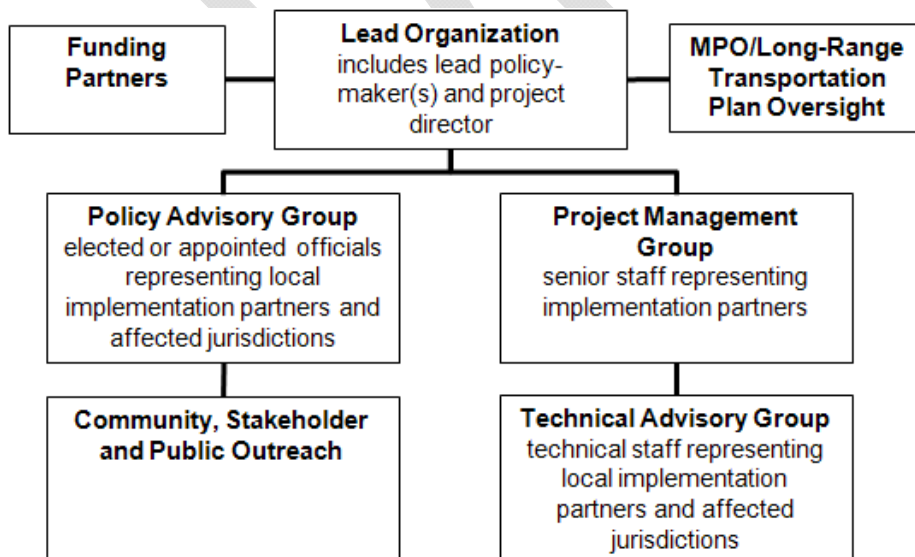 Funding
Partners
Lead Organization
includes lead policy-
maker(s) and project
director
MPO/Long-Range
Transportation
Plan Oversight
Policy Advisory Group
elected or appointed officials
representing local
implementation partners and
affected jurisdictions
Project Management
Group
senior staff representing
implementation partners
Community, Stakeholder
and Public Outreach
Technical Advisory Group
technical staff representing
local implementation
partners and affected
jurisdictions